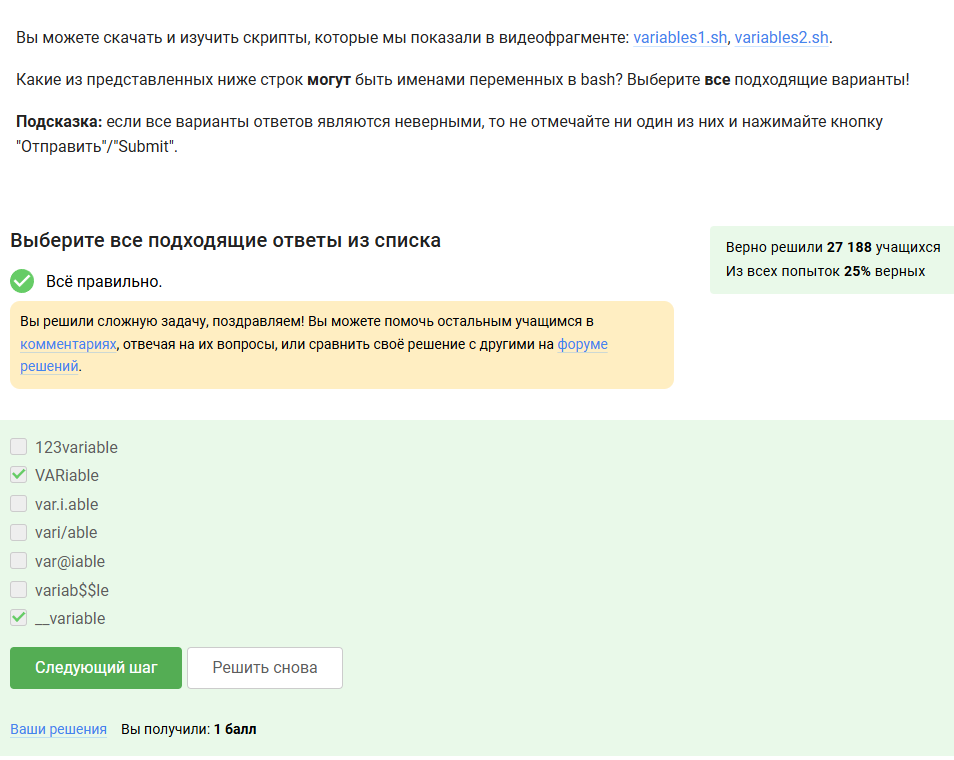 Вы можете скачать и изучить скрипты, которые мы показали в видеофрагменте: variables1.sh, variables2.sh.
Какие из представленных ниже строк могут быть именами переменных в bash? Выберите все подходящие варианты!
Подсказка: если все варианты ответов являются неверными, то не отмечайте ни один из них и нажимайте кнопку
"Отправить"/"Submit".
Выберите все подходящие ответы из списка
Верно решили 27 188 учащихся
Из всех попыток 25% верных
Всё правильно.
Вы решили сложную задачу, поздравляем! Вы можете помочь остальным учащимся в
комментариях, отвечая на их вопросы, или сравнить своё решение с другими на форуме
решений.
123variable
VARiable
var.i.able
vari/able
var@iable
variab$$le
__variable
Следующий шаг
Решить снова
Ваши решения
Вы получили: 1 балл